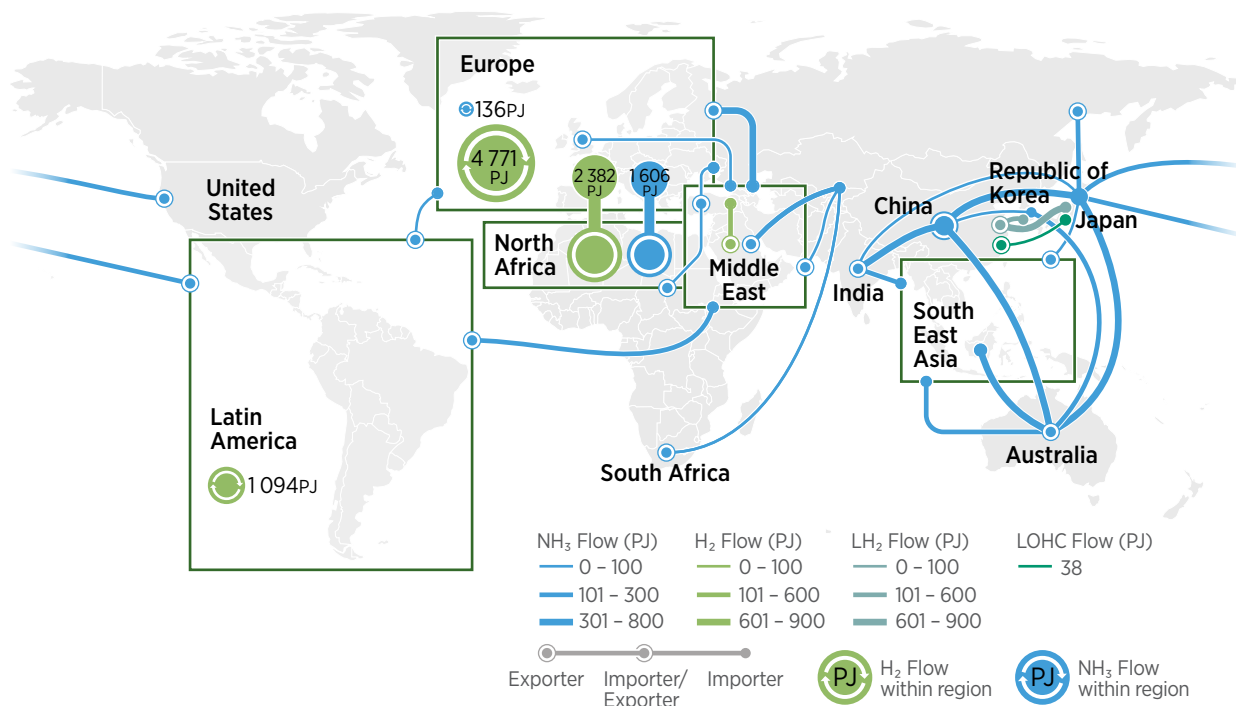 Europe
136PJ
4 771
PJ
2 382
PJ
1 606
PJ
United
States
North
Africa
Middle
East
Republic of
Korea
China
Japan
India
South
East
Asia
Latin
America
1 094PJ
South Africa
Australia
NH₃ Flow (PJ)
0 – 100
101 – 300
301 – 800
H₂ Flow (PJ)
0 – 100
101 – 600
601 – 900
LH₂ Flow (PJ)
0 – 100
101 – 600
601 – 900
LOHC Flow (PJ)
38
Exporter
Importer/
Exporter
Importer
PJ
H₂ Flow
within region
PJ
NH₃ Flow
within region